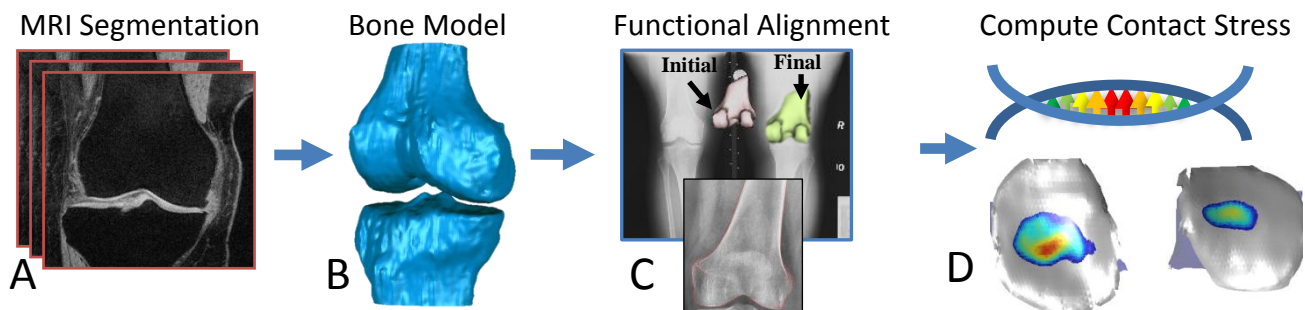 MRI Segmentation
Bone Model
Functional Alignment
Compute Contact Stress
Initial
Final
R
A
B
C
D